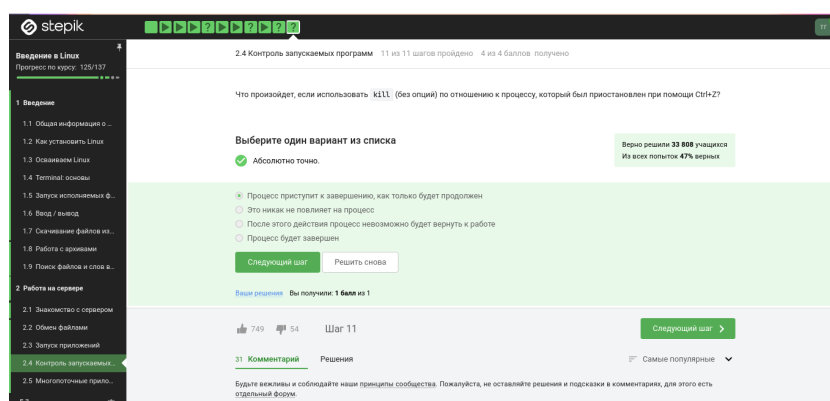 stepik
ТГ
Введение в Linux
Прогресс по курсу: 125/137
2.4 Контроль запускаемых программ 11 из 11 шагов пройдено 4 из 4 баллов получено
1 Введение
1.1 Общая информация о ...
1.2 Как установить Linux
1.3 Осваиваем Linux
1.4 Terminal: основы
1.5 Запуск исполняемых ф...
1.6 Ввод / вывод
1.7 Скачивание файлов из...
1.8 Работа с архивами
1.9 Поиск файлов и слов в...
2 Работа на сервере
2.1 Знакомство с сервером
2.2 Обмен файлами
2.3 Запуск приложений
2.4 Контроль запускаемых...
2.5 Многопоточные прило...
Что произойдет, если использовать kill (без опций) по отношению к процессу, который был приостановлен при помощи Ctrl+Z?
Выберите один вариант из списка
Абсолютно точно.
Верно решили 33 808 учащихся
Из всех попыток 47% верных
Процесс приступит к завершению, как только будет продолжен
Это никак не повлияет на процесс
После этого действия процесс невозможно будет вернуть к работе
Процесс будет завершен
Следующий шаг
Решить снова
Ваши решения Вы получили: 1 балл из 1
749 54 Шаг 11
Следующий шаг
31 Комментарий Решения
Самые популярные
Будьте вежливы и соблюдайте наши принципы сообщества. Пожалуйста, не оставляйте решения и подсказки в комментариях, для этого есть
отдельный форум.